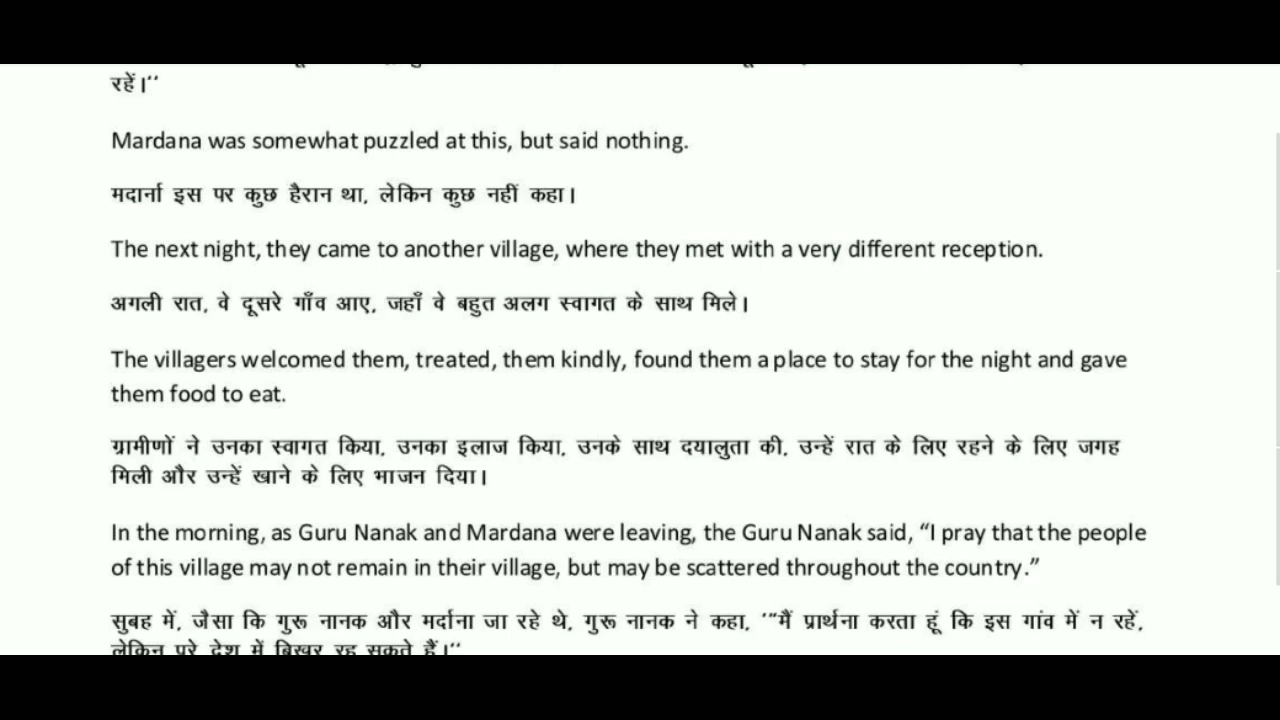 रहें।‘‘
Mardana was somewhat puzzled at this, but said nothing.
मदार्ना इस पर कुछ हैरान था, लेकिन कुछ नहीं कहा।
The next night, they came to another village, where they met with a very different reception.
अगली रात, वे दूसरे गाँव आए, जहाँ वे बहुत अलग स्वागत के साथ मिले।
The villagers welcomed them, treated, them kindly, found them a place to stay for the night and gave
them food to eat.
ग्रामीणों ने उनका स्वागत किया, उनका इलाज किया, उनके साथ दयालुता की, उन्हें रात के लिए रहने के लिए जगह
मिली और उन्हें खाने के लिए भाजन दिया।
In the morning, as Guru Nanak and Mardana were leaving, the Guru Nanak said, “I pray that the people
of this village may not remain in their village, but may be scattered throughout the country.”
सुबह में, जैसा कि गुरू नानक और मर्दाना जा रहे थे, गुरू नानक ने कहा, ‘“मैं प्रार्थना करता हूं कि इस गांव में न रहें,
लेकिन पूरे देश में बिखर रह सकते हैं।‘‘